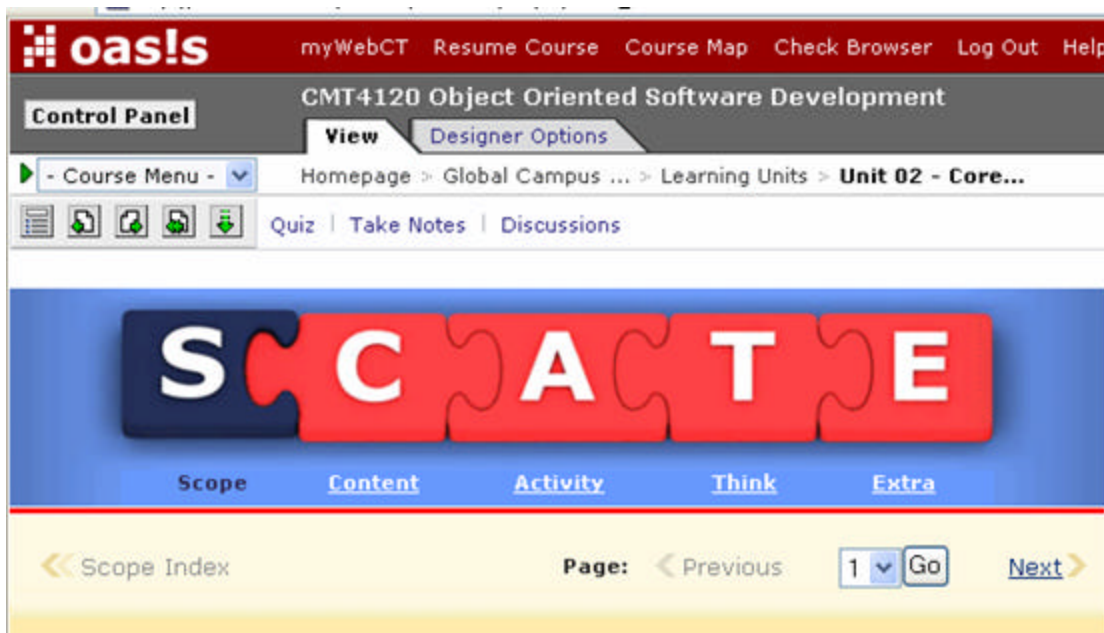 oas!s myWebCT Resume Course Course Map Check Browser Log Out Help
CMT4120 Object Oriented Software Development
Control Panel
View Designer Options
- Course Menu - Homepage > Global Campus ... > Learning Units > Unit 02 - Core...
Quiz | Take Notes | Discussions
S C A T E
Scope Content Activity Think Extra
Scope Index Page: Previous 1 Go Next